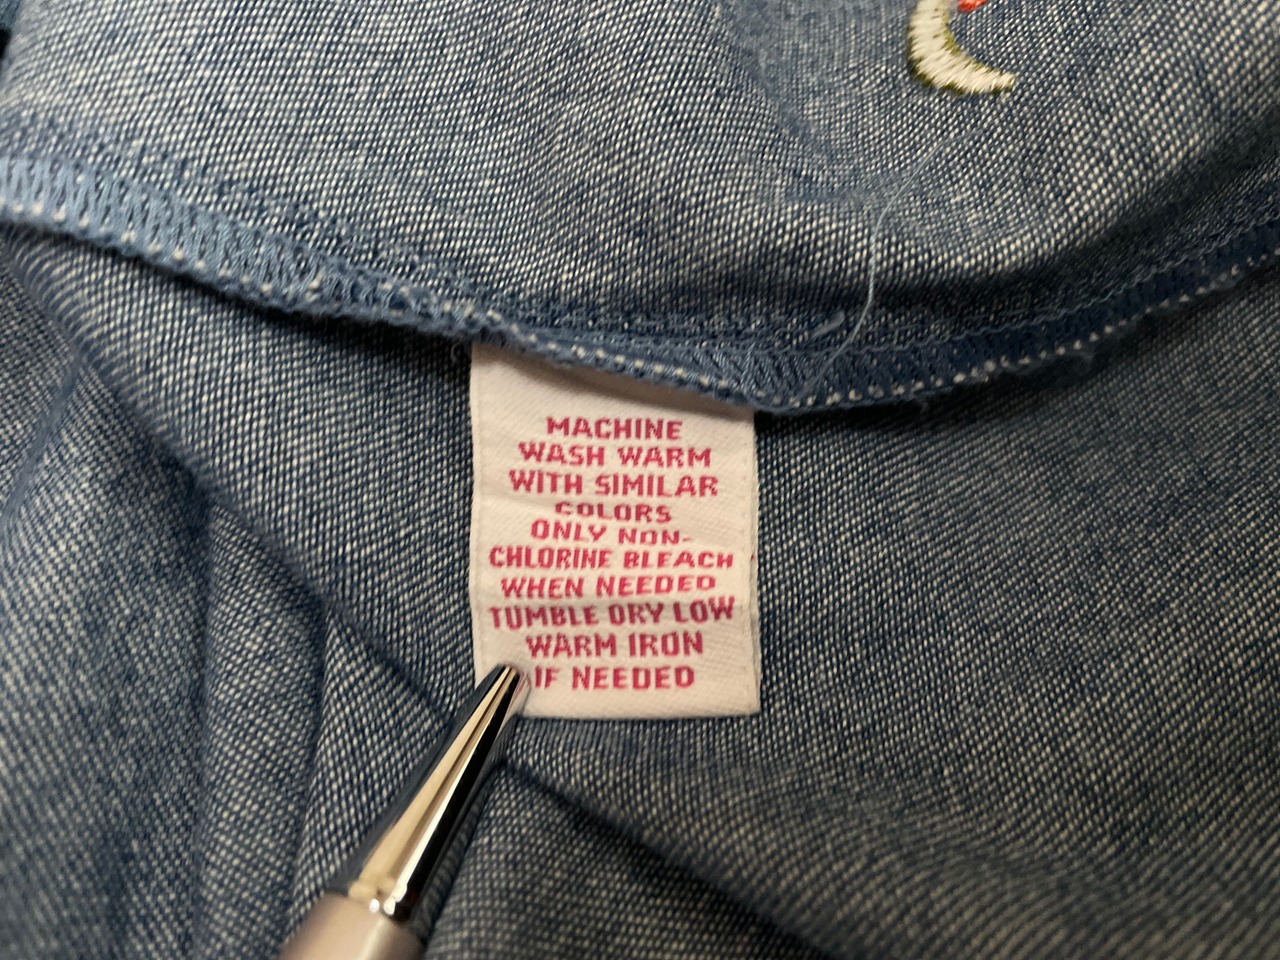 MACHINE
WASH WARM
WITH SIMILAR
COLORS
ONLY NON-
CHLORINE BLEACH
WHEN NEEDED
TUMBLE DRY LOW
WARM IRON
IF NEEDED